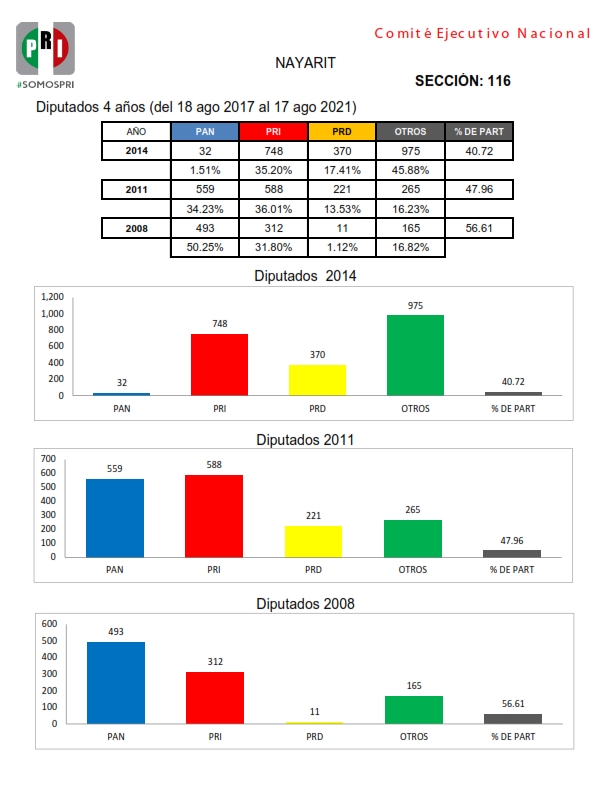 Comité Ejecutivo Nacional
PRI
#SOMOSPRI
NAYARIT
SECCIÓN: 116
Diputados 4 años (del 18 ago 2017 al 17 ago 2021)
AÑO PAN PRI PRD OTROS % DE PART
2014 32 748 370 975 40.72
1.51% 35.20% 17.41% 45.88%
2011 559 588 221 265 47.96
34.23% 36.01% 13.53% 16.23%
2008 493 312 11 165 56.61
50.25% 31.80% 1.12% 16.82%
Diputados 2014
1,200
1,000
800
600
400
200
0
32 748 370 975 40.72
PAN PRI PRD OTROS % DE PART
Diputados 2011
700
600
500
400
300
200
100
0
559 588 221 265 47.96
PAN PRI PRD OTROS % DE PART
Diputados 2008
600
500
400
300
200
100
0
493 312 11 165 56.61
PAN PRI PRD OTROS % DE PART